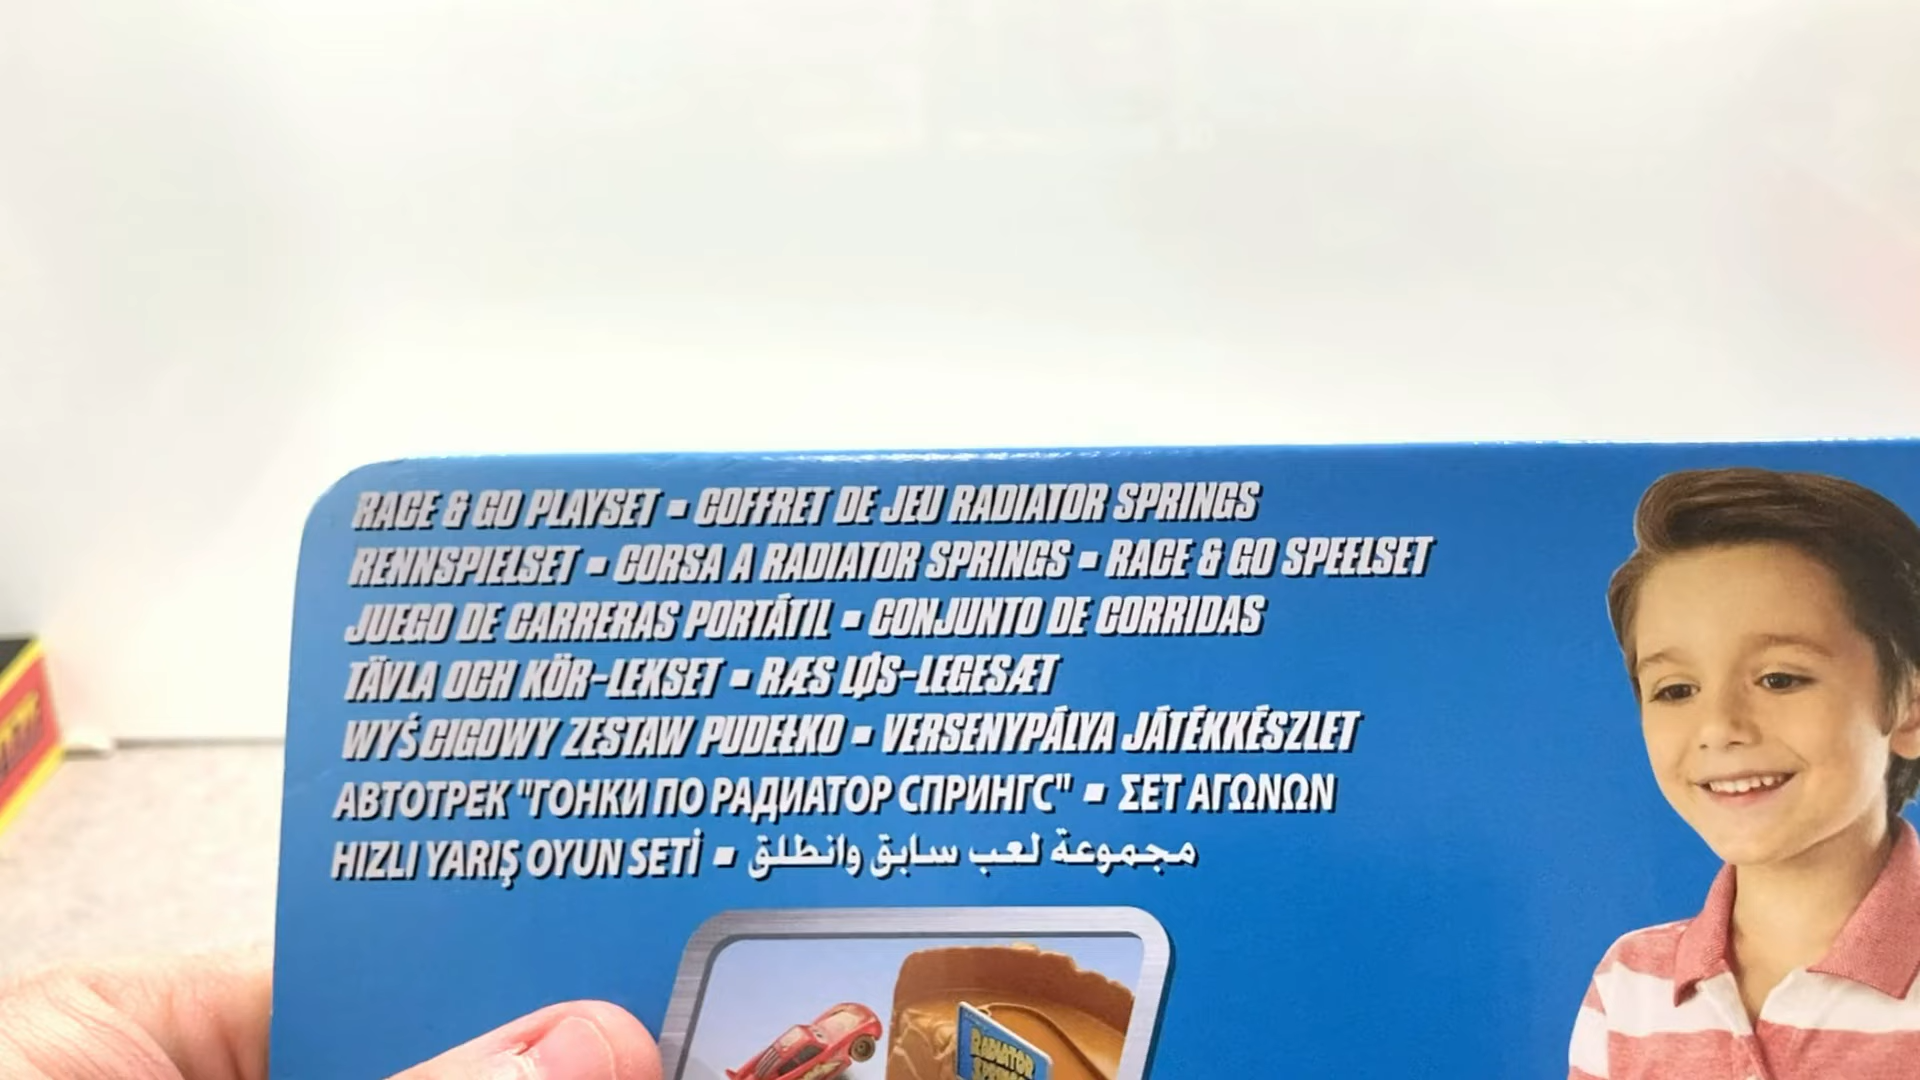 RACE & GO PLAYSET ▪ COFFRET DE JEU RADIATOR SPRINGS
RENNSPIELSET ▪ CORSA A RADIATOR SPRINGS ▪ RACE & GO SPEELSET
JUEGO DE CARRERAS PORTÁTIL ▪ CONJUNTO DE CORRIDAS
TÄVLA OCH KÖR-LEKSET ▪ RÆS LØS-LEGESÆT
WYŚCIGOWY ZESTAW PUDEŁKO ▪ VERSENYPÁLYA JÁTÉKKÉSZLET
АВТОТРЕК "ГОНКИ ПО РАДИАТОР СПРИНГС" ▪ ΣΕΤ ΑΓΩΝΩΝ
HIZLI YARIŞ OYUN SETİ ▪ مجموعة لعب سابق وانطلق
RADIATOR
SPRINGS